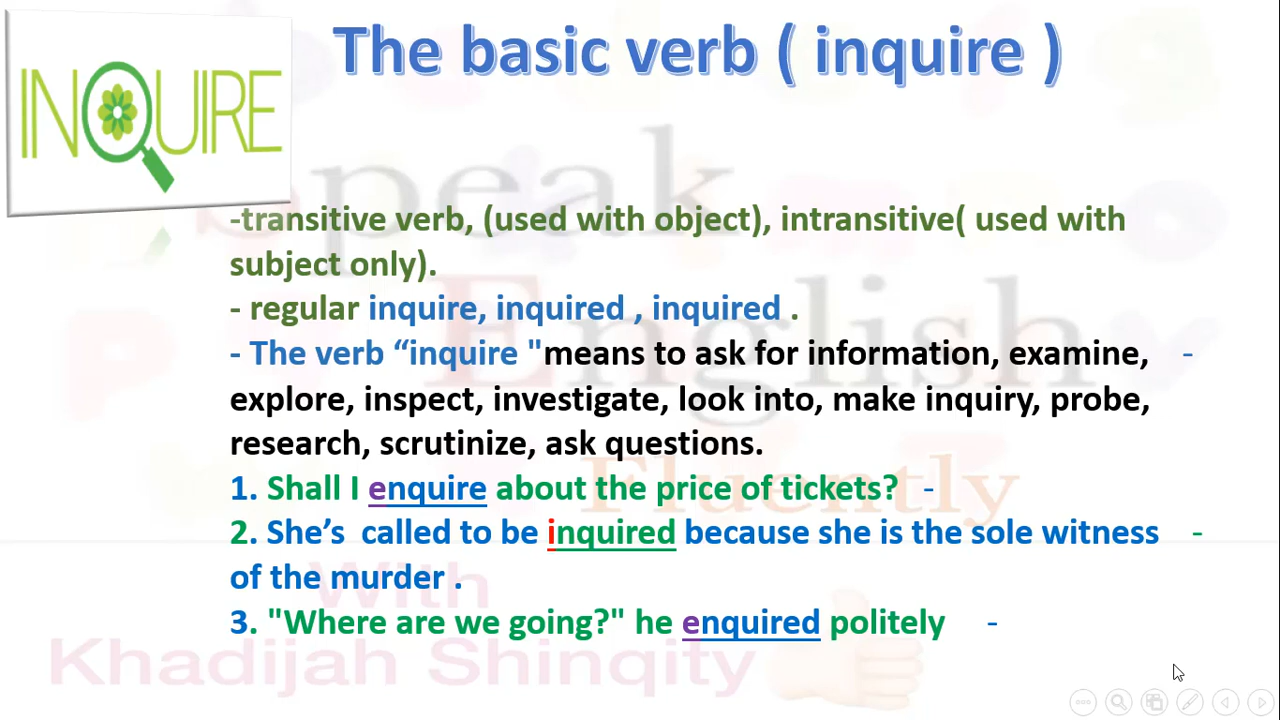 INQUIRE
The basic verb ( inquire )
-transitive verb, (used with object), intransitive( used with
subject only).
- regular inquire, inquired , inquired .
- The verb “inquire "means to ask for information, examine, -
explore, inspect, investigate, look into, make inquiry, probe,
research, scrutinize, ask questions.
1. Shall I enquire about the price of tickets? -
2. She’s called to be inquired because she is the sole witness -
of the murder .
3. "Where are we going?" he enquired politely -
Speak
English
Fluently
With
Khadijah Shinqity